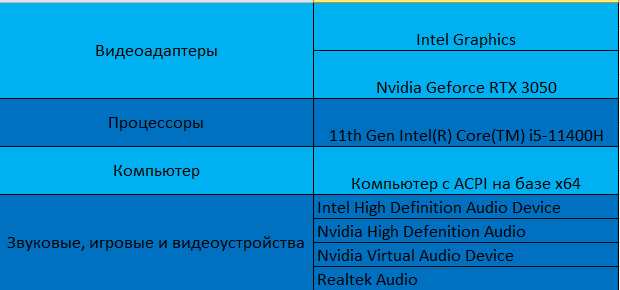 Видеоадаптеры
Intel Graphics
Nvidia Geforce RTX 3050
Процессоры
11th Gen Intel(R) Core(TM) i5-11400H
Компьютер
Компьютер с ACPI на базе x64
Звуковые, игровые и видеоустройства
Intel High Definition Audio Device
Nvidia High Defenition Audio
Nvidia Virtual Audio Device
Realtek Audio